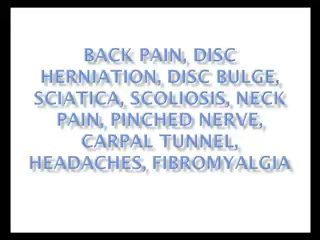 BACK PAIN, DISC
HERNIATION, DISC BULGE,
SCIATICA, SCOLIOSIS, NECK
PAIN, PINCHED NERVE,
CARPAL TUNNEL,
HEADACHES, FIBROMYALGIA